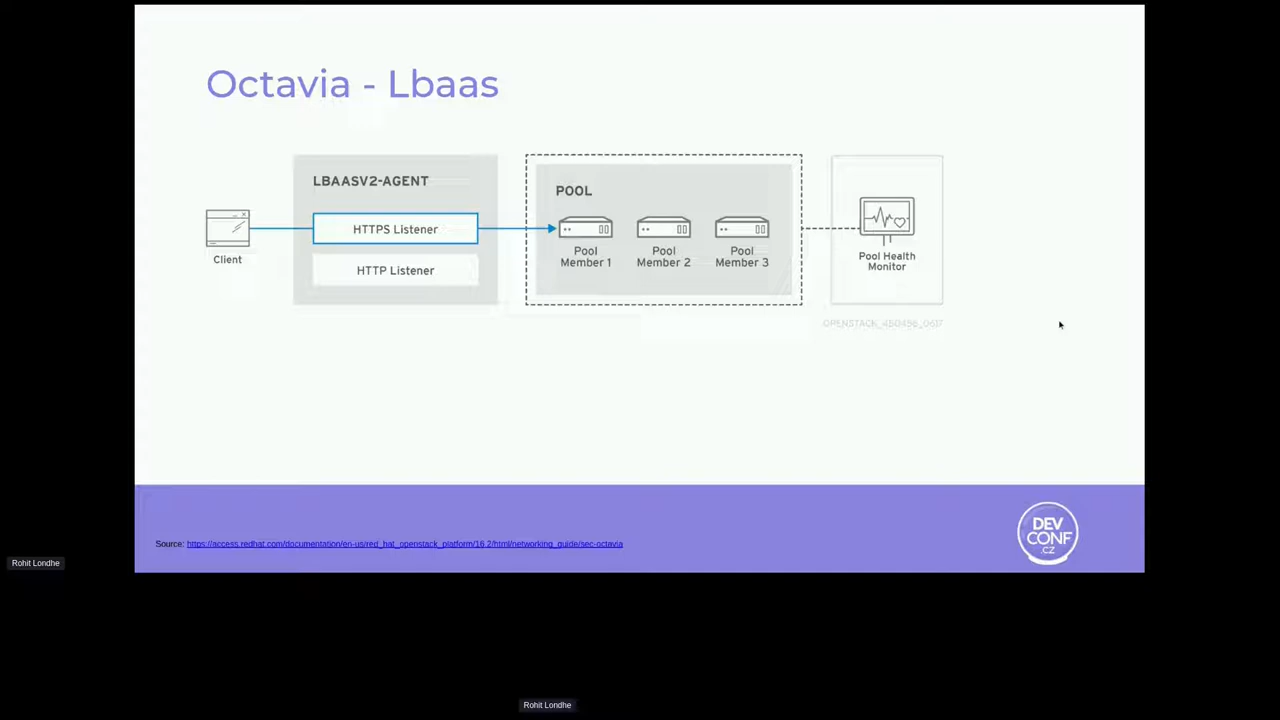 Octavia - Lbaas
LBAASV2-AGENT
HTTPS Listener
HTTP Listener
Client
POOL
Pool
Member 1
Pool
Member 2
Pool
Member 3
Pool Health
Monitor
OPENSTACK_450456_0617
Source: https://access.redhat.com/documentation/en-us/red_hat_openstack_platform/16.2/html/networking_guide/sec-octavia
DEV
CONF
.CZ
Rohit Londhe
Rohit Londhe